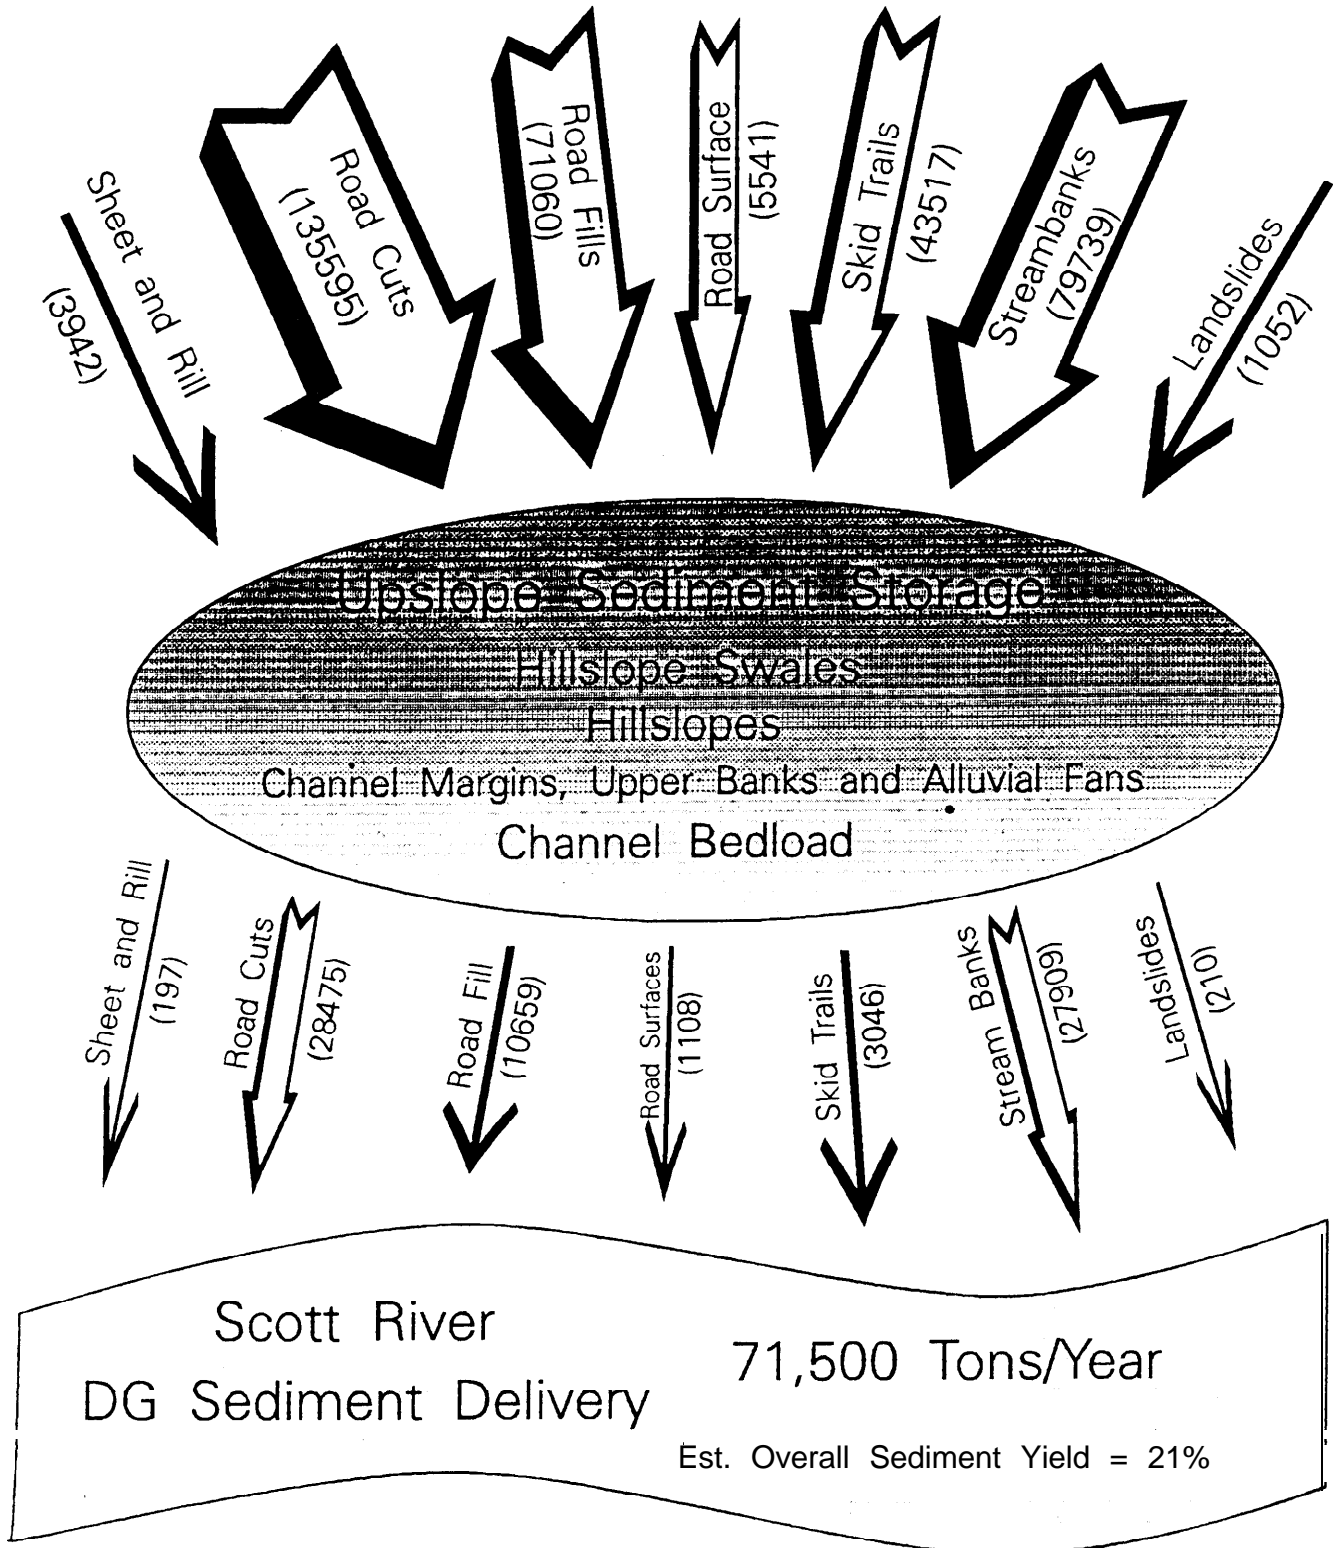 Sheet and Rill
(3942)
Road Cuts
(135595)
Road Fills
(71060)
Road Surface
(5541)
Skid Trails
(43517)
Streambanks
(79739)
Landslides
(1052)
Upslope Sediment Storage
Hillslope Swales
Hillslopes
Channel Margins, Upper Banks and Alluvial Fans
Channel Bedload
Sheet and Rill
(197)
Road Cuts
(28475)
Road Fill
(10659)
Road Surfaces
(1108)
Skid Trails
(3046)
Stream Banks
(27909)
Landslides
(210)
Scott River
DG Sediment Delivery
71,500 Tons/Year
Est. Overall Sediment Yield = 21%